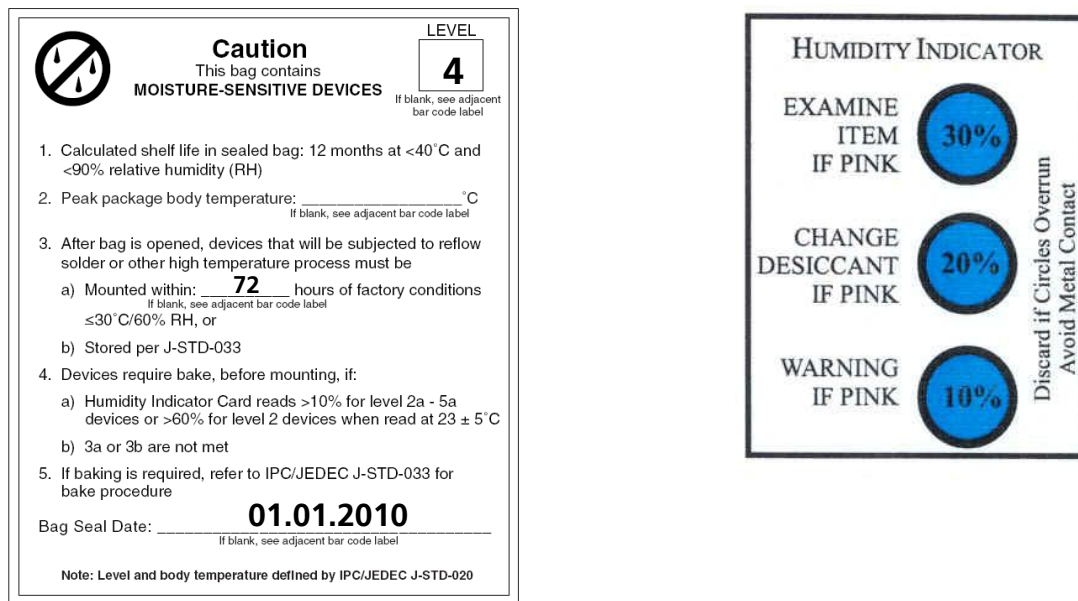 LEVEL
Caution
This bag contains
MOISTURE-SENSITIVE DEVICES
4
If blank, see adjacent
bar code label
1. Calculated shelf life in sealed bag: 12 months at <40˚C and
<90% relative humidity (RH)
2. Peak package body temperature: ___________________˚C
If blank, see adjacent bar code label
3. After bag is opened, devices that will be subjected to reflow
solder or other high temperature process must be
a) Mounted within: 72 hours of factory conditions
If blank, see adjacent bar code label
≤30˚C/60% RH, or
b) Stored per J-STD-033
4. Devices require bake, before mounting, if:
a) Humidity Indicator Card reads >10% for level 2a - 5a
devices or >60% for level 2 devices when read at 23 ± 5˚C
b) 3a or 3b are not met
5. If baking is required, refer to IPC/JEDEC J-STD-033 for
bake procedure
Bag Seal Date: 01.01.2010
If blank, see adjacent bar code label
Note: Level and body temperature defined by IPC/JEDEC J-STD-020
HUMIDITY INDICATOR
EXAMINE
ITEM
IF PINK
30%
CHANGE
DESICCANT
IF PINK
20%
WARNING
IF PINK
10%
Discard if Circles Overrun
Avoid Metal Contact